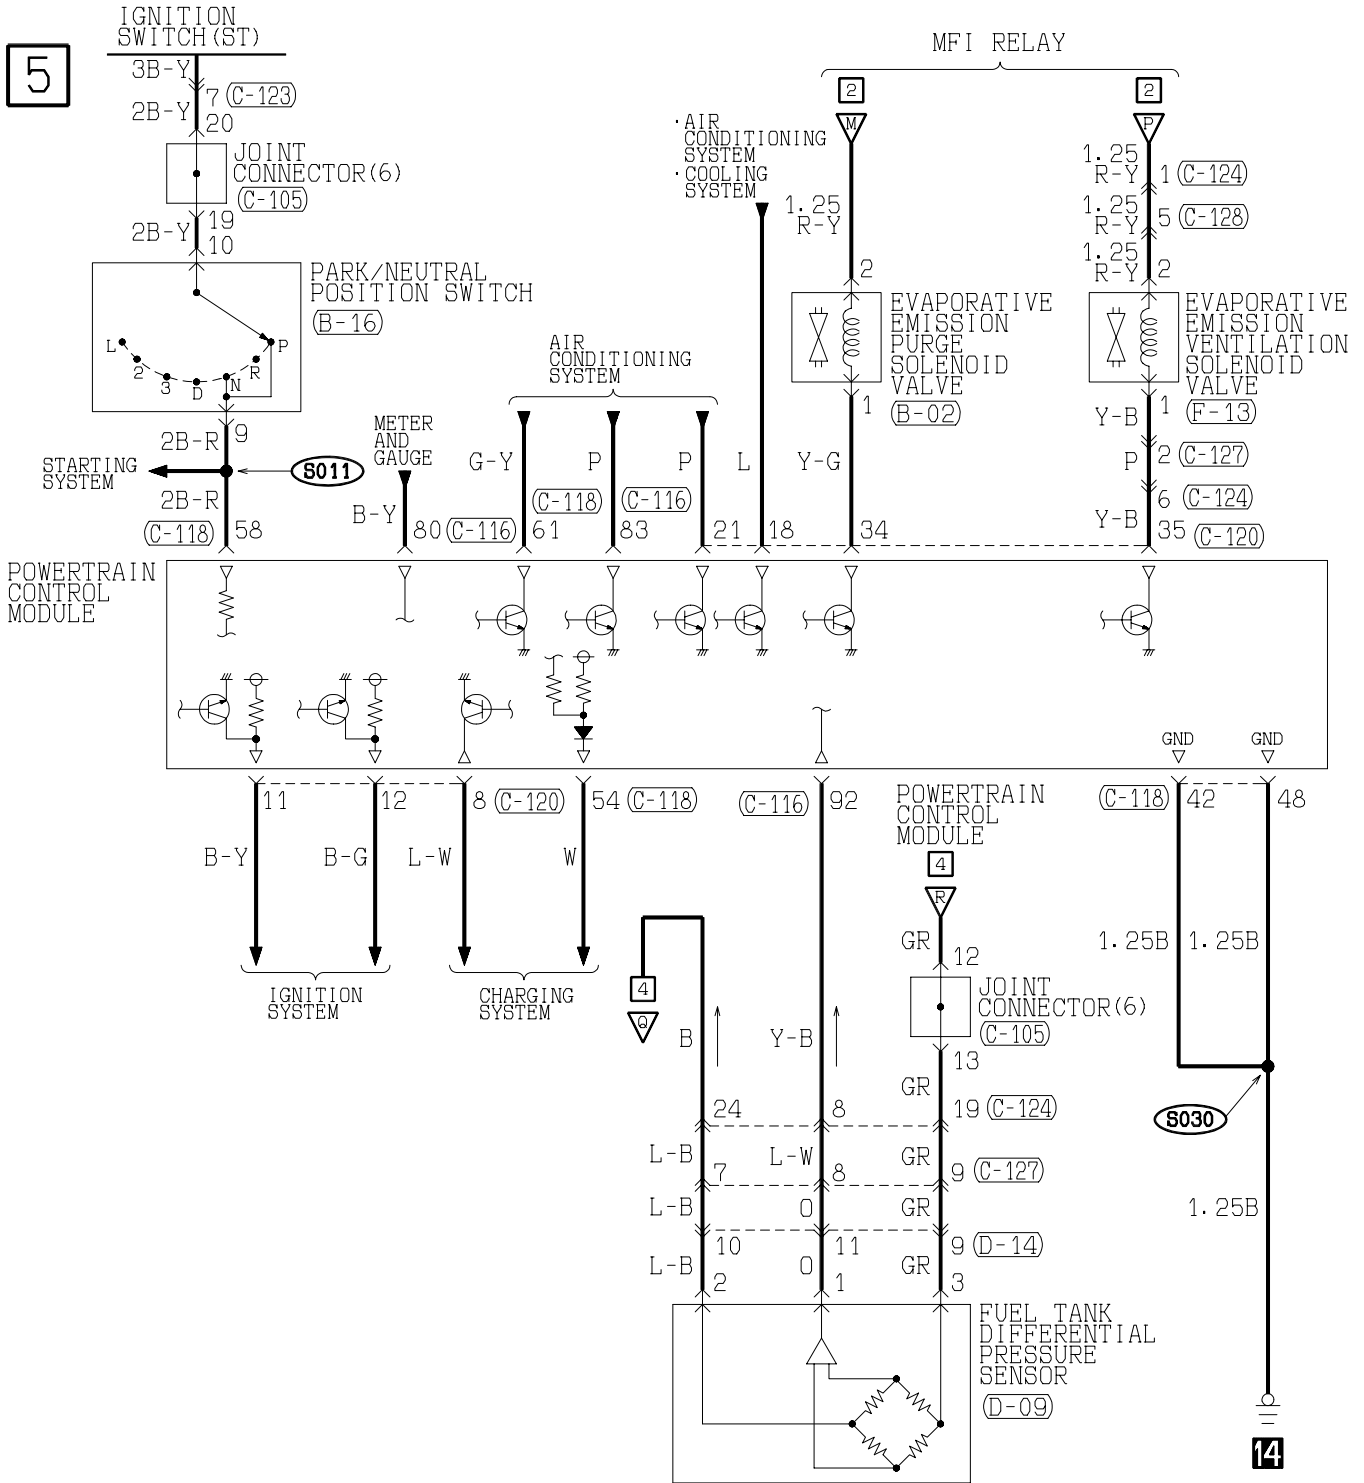 IGNITION
SWITCH(ST)
5
3B-Y
7 (C-123)
2B-Y
20
JOINT
CONNECTOR(6)
(C-105)
19
2B-Y
10
PARK/NEUTRAL
POSITION SWITCH
(B-16)
L
2
3
D
N
R
P
9
2B-R
STARTING
SYSTEM
S011
2B-R
(C-118) 58
METER
AND
GAUGE
B-Y
80
AIR
CONDITIONING
SYSTEM
G-Y
(C-116) 61
P
(C-118)
83
P
(C-116)
21
·AIR
CONDITIONING
SYSTEM
·COOLING
SYSTEM
L
18
MFI RELAY
2
M
1.25
R-Y
2
EVAPORATIVE
EMISSION
PURGE
SOLENOID
VALVE
(B-02)
1
Y-G
34
2
P
1.25
R-Y
1 (C-124)
1.25
R-Y
5 (C-128)
1.25
R-Y
2
EVAPORATIVE
EMISSION
VENTILATION
SOLENOID
VALVE
(F-13)
1
Y-B
2 (C-127)
P
6 (C-124)
Y-B
35 (C-120)
POWERTRAIN
CONTROL
MODULE
GND
GND
11
12
8 (C-120)
54 (C-118)
(C-116) 92
(C-118) 42
48
B-Y
B-G
L-W
W
IGNITION
SYSTEM
CHARGING
SYSTEM
POWERTRAIN
CONTROL
MODULE
4
R
GR
12
JOINT
CONNECTOR(6)
(C-105)
13
4
Q
B
Y-B
GR
24
8
19 (C-124)
L-B
L-W
GR
7
8
9 (C-127)
L-B
O
GR
10
11
9 (D-14)
L-B
O
GR
2
1
3
FUEL TANK
DIFFERENTIAL
PRESSURE
SENSOR
(D-09)
1.25B
1.25B
S030
1.25B
14